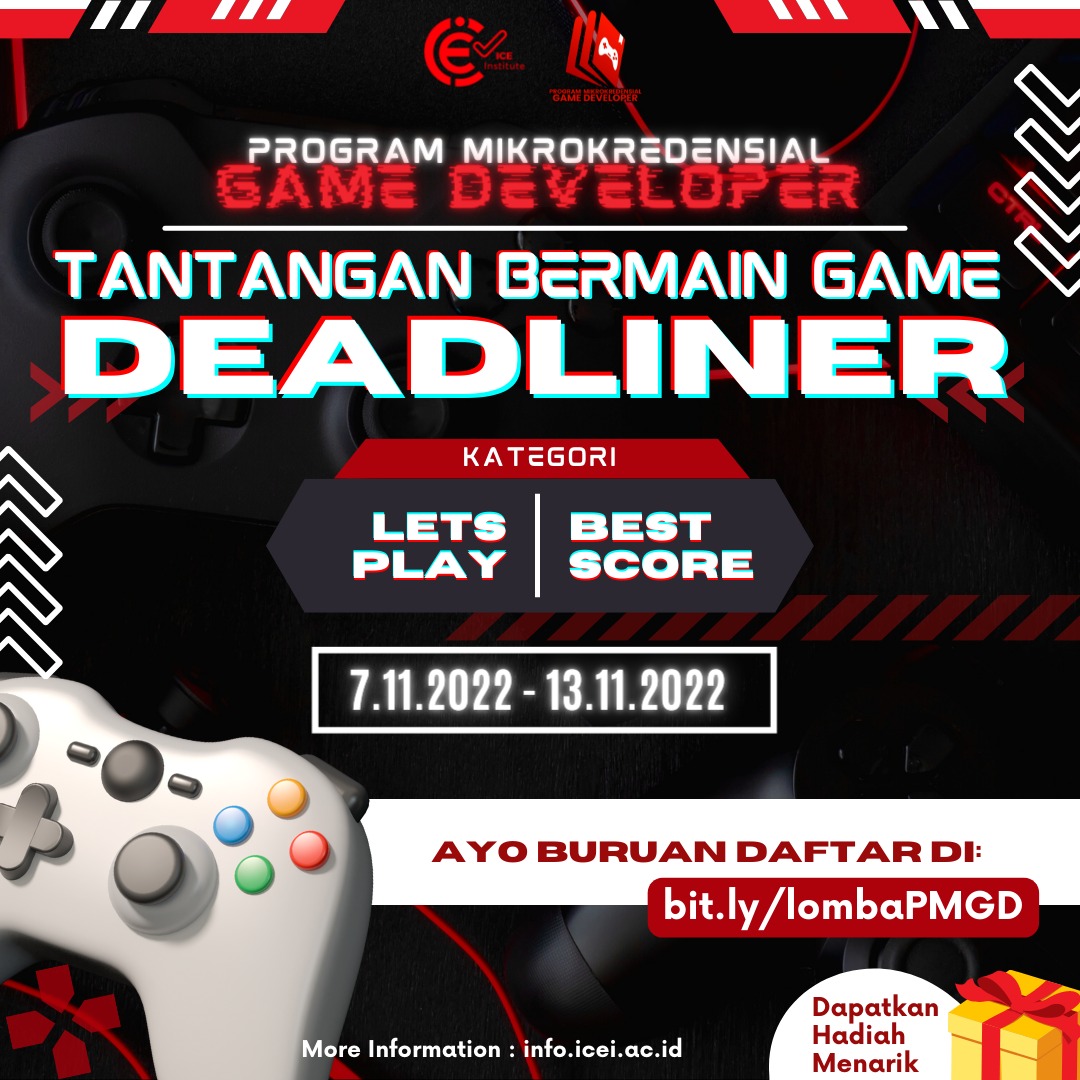 ICE
Institute
PROGRAM MIKROKREDENSIAL
GAME DEVELOPER
PROGRAM MIKROKREDENSIAL
GAME DEVELOPER
TANTANGAN BERMAIN GAME
DEADLINER
KATEGORI
LETS
PLAY
BEST
SCORE
7.11.2022 - 13.11.2022
AYO BURUAN DAFTAR DI:
bit.ly/lombaPMGD
Dapatkan
Hadiah
Menarik
More Information : info.icei.ac.id